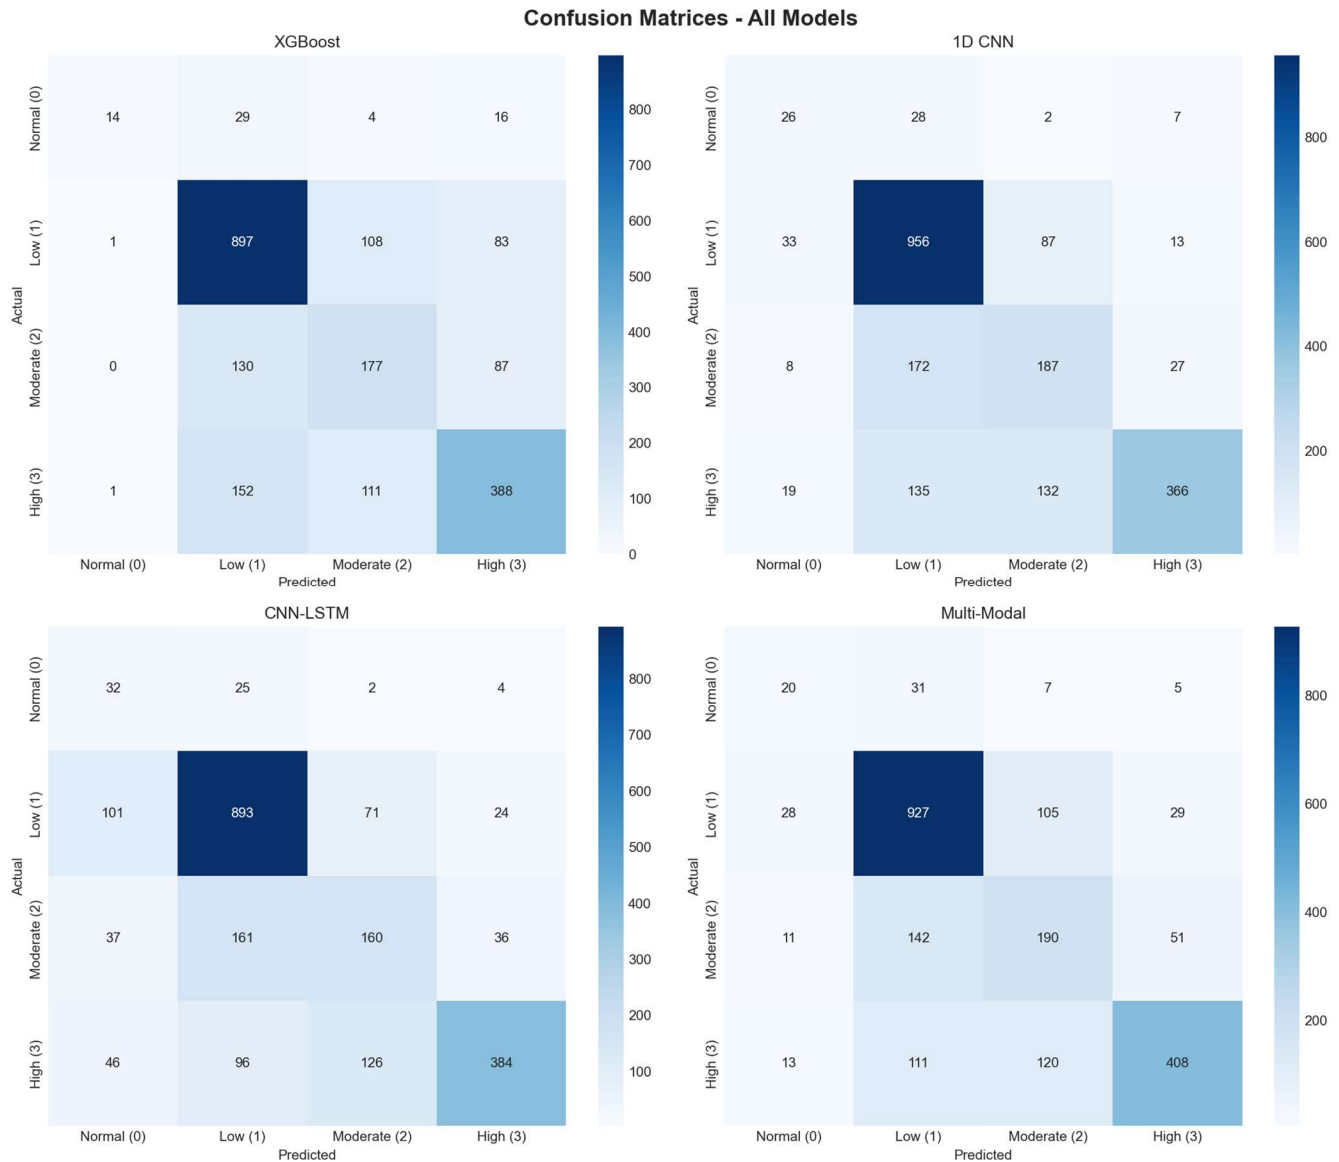 Confusion Matrices - All Models
XGBoost
Actual
Normal (0)
Low (1)
Moderate (2)
High (3)
14 29 4 16
1 897 108 83
0 130 177 87
1 152 111 388
Normal (0) Low (1) Moderate (2) High (3)
Predicted
800
700
600
500
400
300
200
100
0
1D CNN
Actual
Normal (0)
Low (1)
Moderate (2)
High (3)
26 28 2 7
33 956 87 13
8 172 187 27
19 135 132 366
Normal (0) Low (1) Moderate (2) High (3)
Predicted
800
600
400
200
CNN-LSTM
Actual
Normal (0)
Low (1)
Moderate (2)
High (3)
32 25 2 4
101 893 71 24
37 161 160 36
46 96 126 384
Normal (0) Low (1) Moderate (2) High (3)
Predicted
800
700
600
500
400
300
200
100
Multi-Modal
Actual
Normal (0)
Low (1)
Moderate (2)
High (3)
20 31 7 5
28 927 105 29
11 142 190 51
13 111 120 408
Normal (0) Low (1) Moderate (2) High (3)
Predicted
800
600
400
200